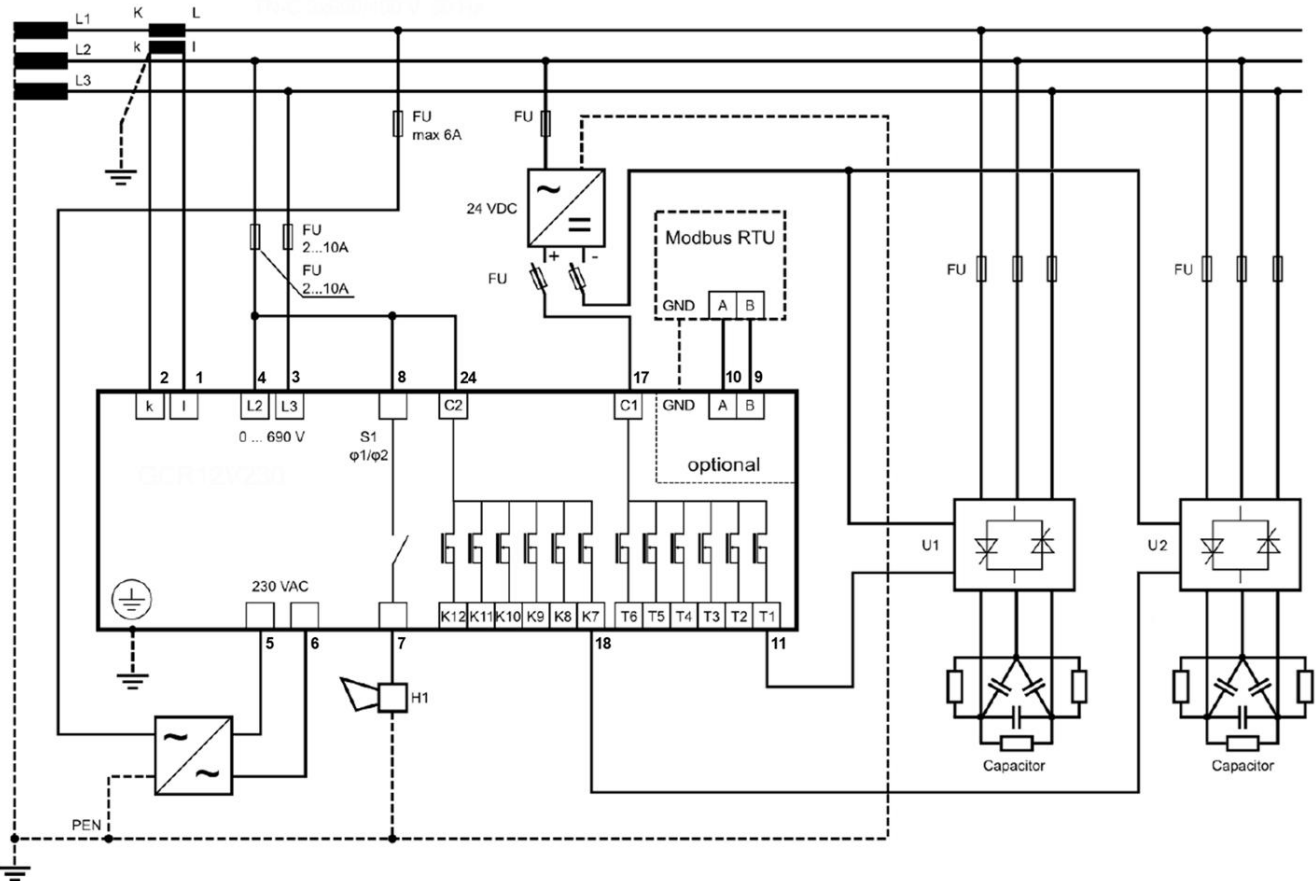 L1
K
L
L2
k
l
L3
FU
max 6A
FU
24 VDC
Modbus RTU
FU
2...10A
FU
2...10A
+
-
FU
GND
A
B
FU
FU
2
1
4
3
8
24
17
10
9
k
l
L2
L3
C2
C1
GND
A
B
0 ... 690 V
S1
φ1/φ2
optional
U1
U2
230 VAC
K12
K11
K10
K9
K8
K7
T6
T5
T4
T3
T2
T1
5
6
7
18
11
H1
Capacitor
Capacitor
PEN